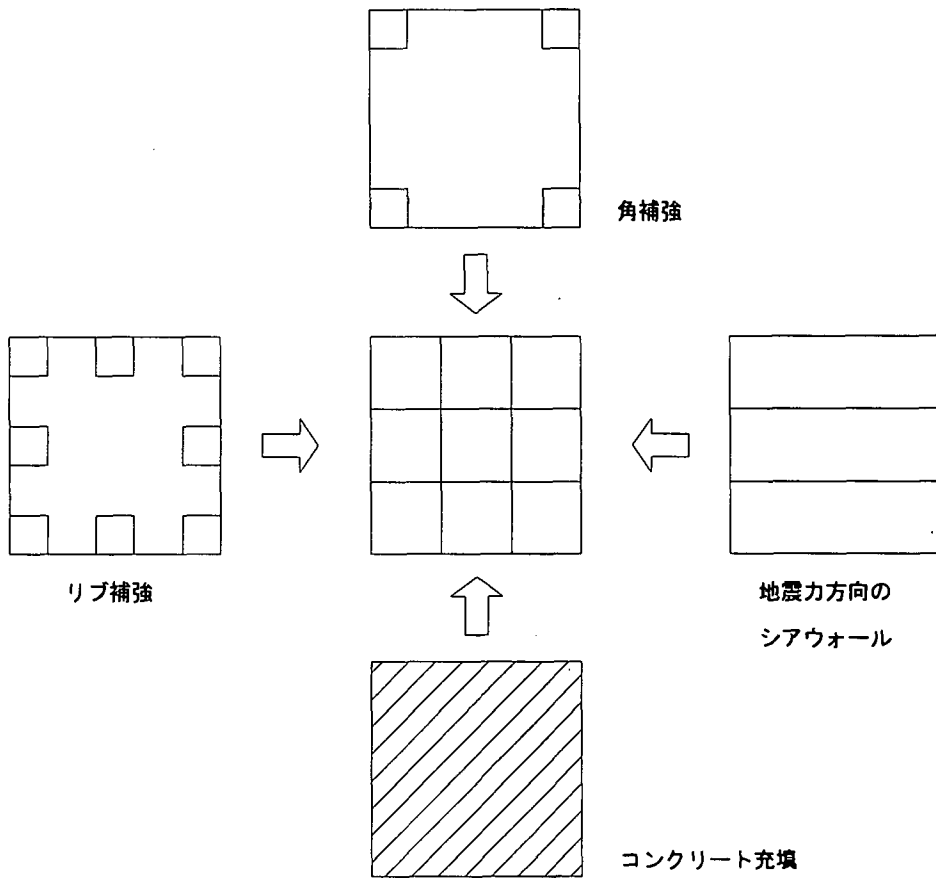 角補強
リブ補強
地震力方向の
シアウォール
コンクリート充填